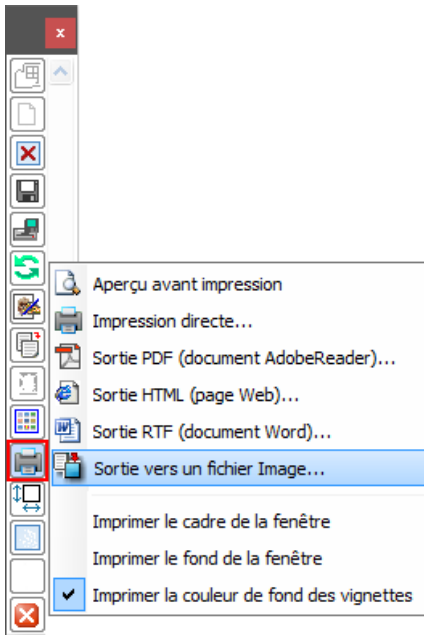 Aperçu avant impression
Impression directe...
Sortie PDF (document AdobeReader)...
Sortie HTML (page Web)...
Sortie RTF (document Word)...
Sortie vers un fichier Image...
Imprimer le cadre de la fenêtre
Imprimer le fond de la fenêtre
Imprimer la couleur de fond des vignettes